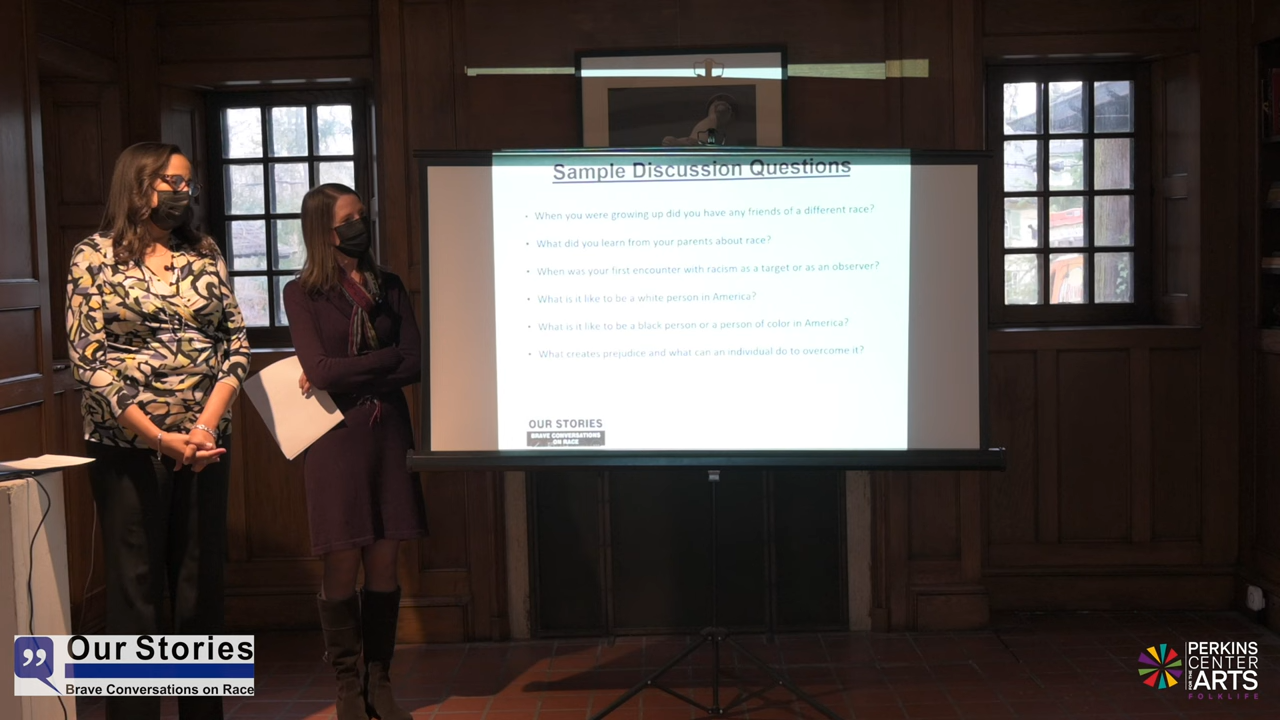 Sample Discussion Questions
• When you were growing up did you have any friends of a different race?
• What did you learn from your parents about race?
• When was your first encounter with racism as a target or as an observer?
• What is it like to be a white person in America?
• What is it like to be a black person or a person of color in America?
• What creates prejudice and what can an individual do to overcome it?
OUR STORIES
BRAVE CONVERSATIONS
ON RACE
Our Stories
Brave Conversations on Race
PERKINS
CENTER
FOR THE
ARTS
FOLKLIFE